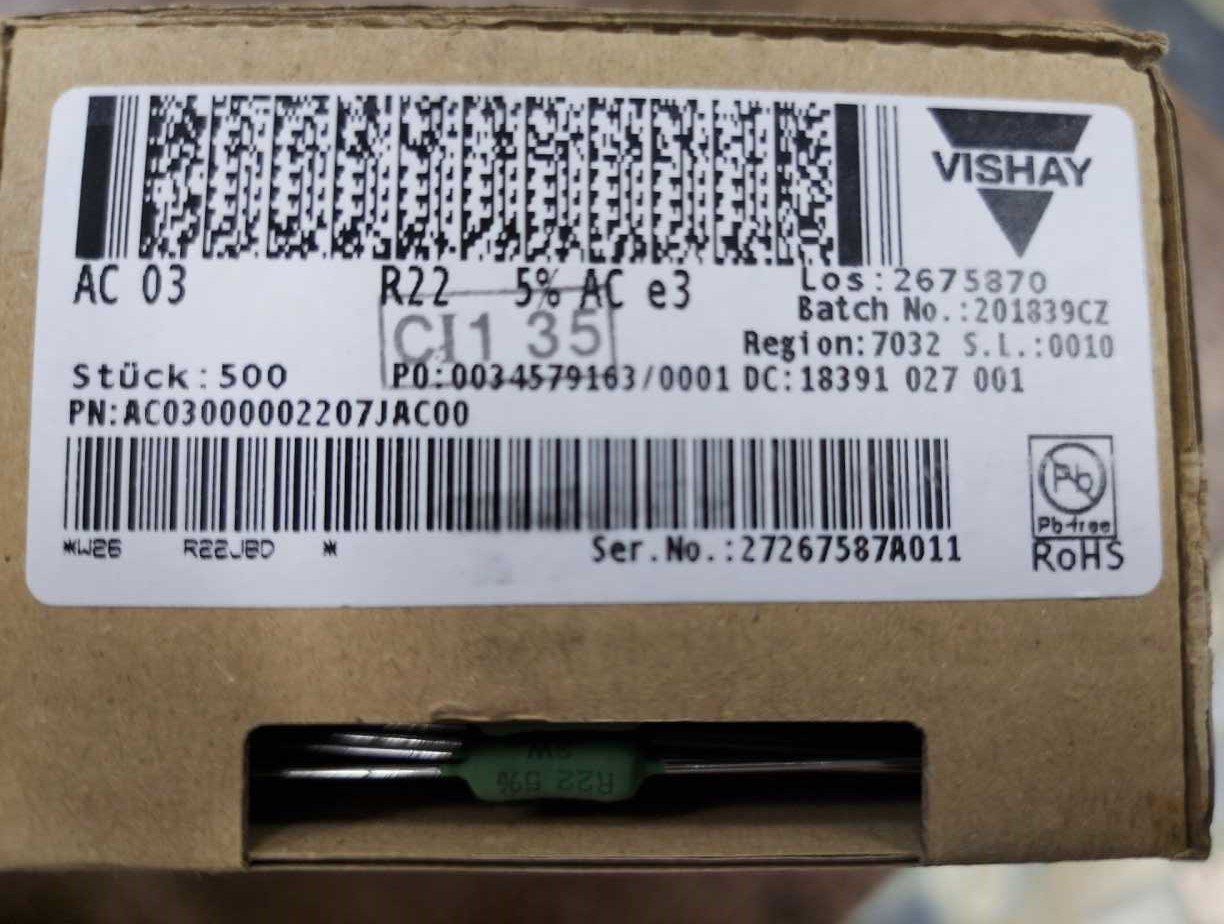 VISHAY
AC 03 R22 5% AC e3
Los:2675870
Batch No.:201839CZ
CI1 35
Region:7032 S.L.:0010
Stück:500 PO:0034579163/0001 DC:18391 027 001
PN:AC03000002207JAC00
Pb
Pb-free
*W26 R22JBD *
Ser.No.:27267587A011
RoHS
R22 5%